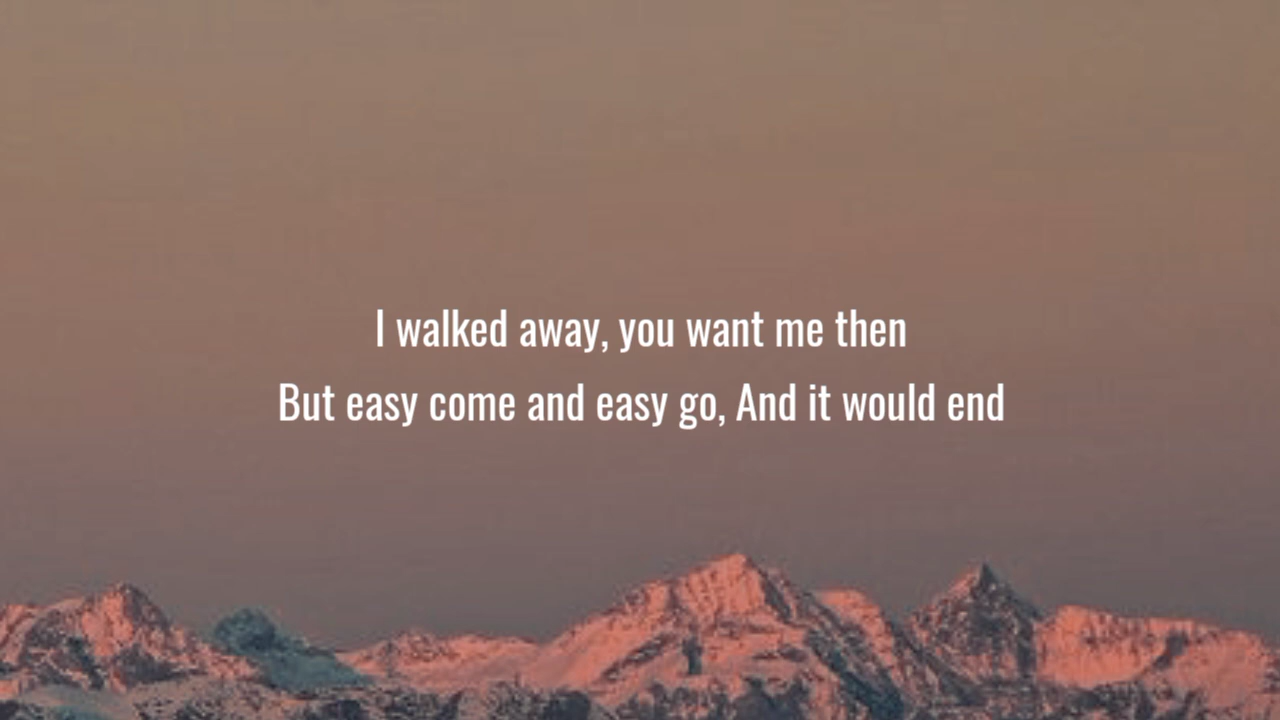 I walked away, you want me then
But easy come and easy go, And it would end